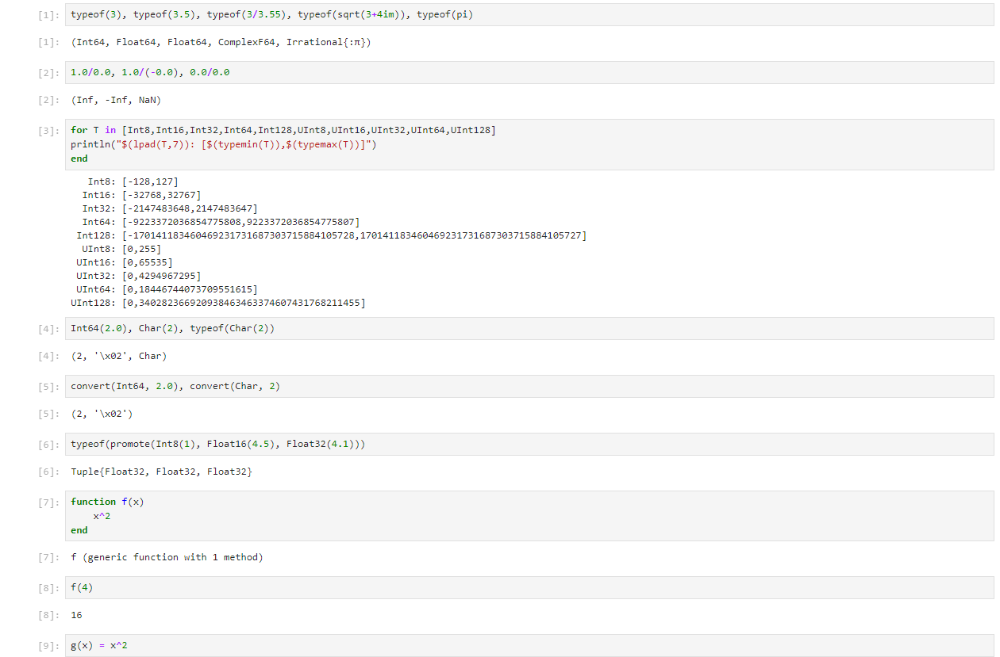 [1]: typeof(3), typeof(3.5), typeof(3/3.55), typeof(sqrt(3+4im)), typeof(pi)
[1]: (Int64, Float64, Float64, ComplexF64, Irrational{:π})
[2]: 1.0/0.0, 1.0/(-0.0), 0.0/0.0
[2]: (Inf, -Inf, NaN)
[3]: for T in [Int8,Int16,Int32,Int64,Int128,UInt8,UInt16,UInt32,UInt64,UInt128]
println("$(lpad(T,7)): [$(typemin(T)),$(typemax(T))]")
end
Int8: [-128,127]
Int16: [-32768,32767]
Int32: [-2147483648,2147483647]
Int64: [-9223372036854775808,9223372036854775807]
Int128: [-170141183460469231731687303715884105728,170141183460469231731687303715884105727]
UInt8: [0,255]
UInt16: [0,65535]
UInt32: [0,4294967295]
UInt64: [0,18446744073709551615]
UInt128: [0,340282366920938463463374607431768211455]
[4]: Int64(2.0), Char(2), typeof(Char(2))
[4]: (2, '\x02', Char)
[5]: convert(Int64, 2.0), convert(Char, 2)
[5]: (2, '\x02')
[6]: typeof(promote(Int8(1), Float16(4.5), Float32(4.1)))
[6]: Tuple{Float32, Float32, Float32}
[7]: function f(x)
x^2
end
[7]: f (generic function with 1 method)
[8]: f(4)
[8]: 16
[9]: g(x) = x^2